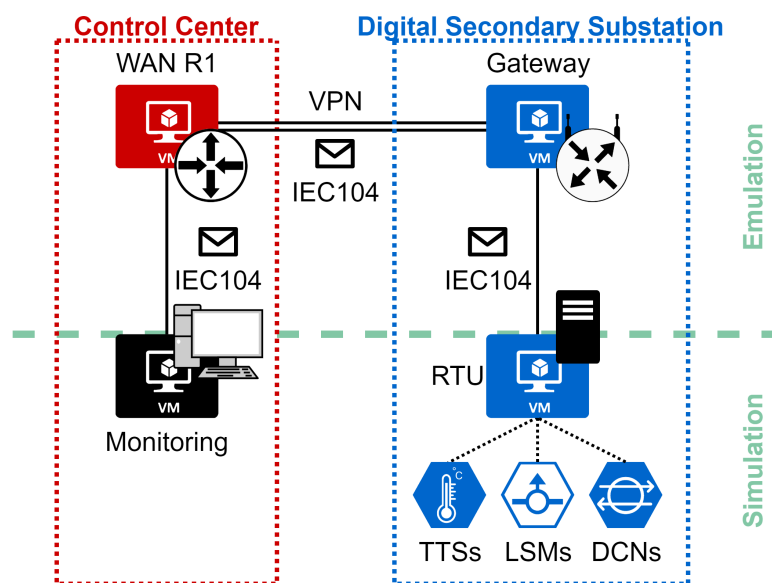 Control Center
Digital Secondary Substation
WAN R1
Gateway
VPN
VM
VM
IEC104
Emulation
IEC104
IEC104
RTU
VM
VM
Monitoring
Simulation
°C
TTSs
LSMs
DCNs